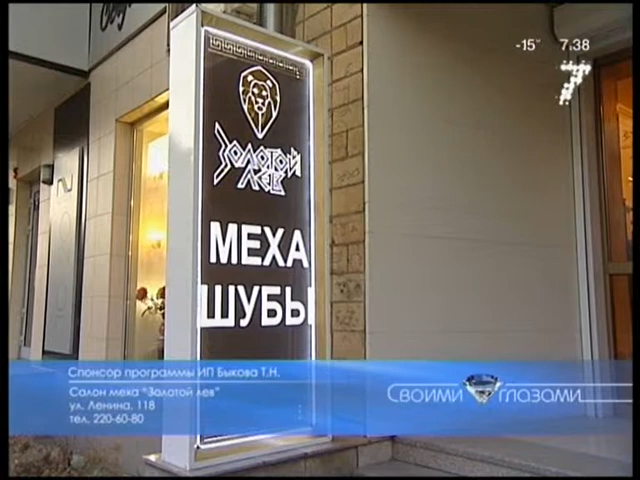 -15° 7:38
7
ЗОЛОТОЙ
ЛЕВ
МЕХА
ШУБЫ
Спонсор программы ИП Быкова Т.Н.
Салон меха "Золотой лев"
ул. Ленина, 118
тел. 220-60-80
Своими глазами